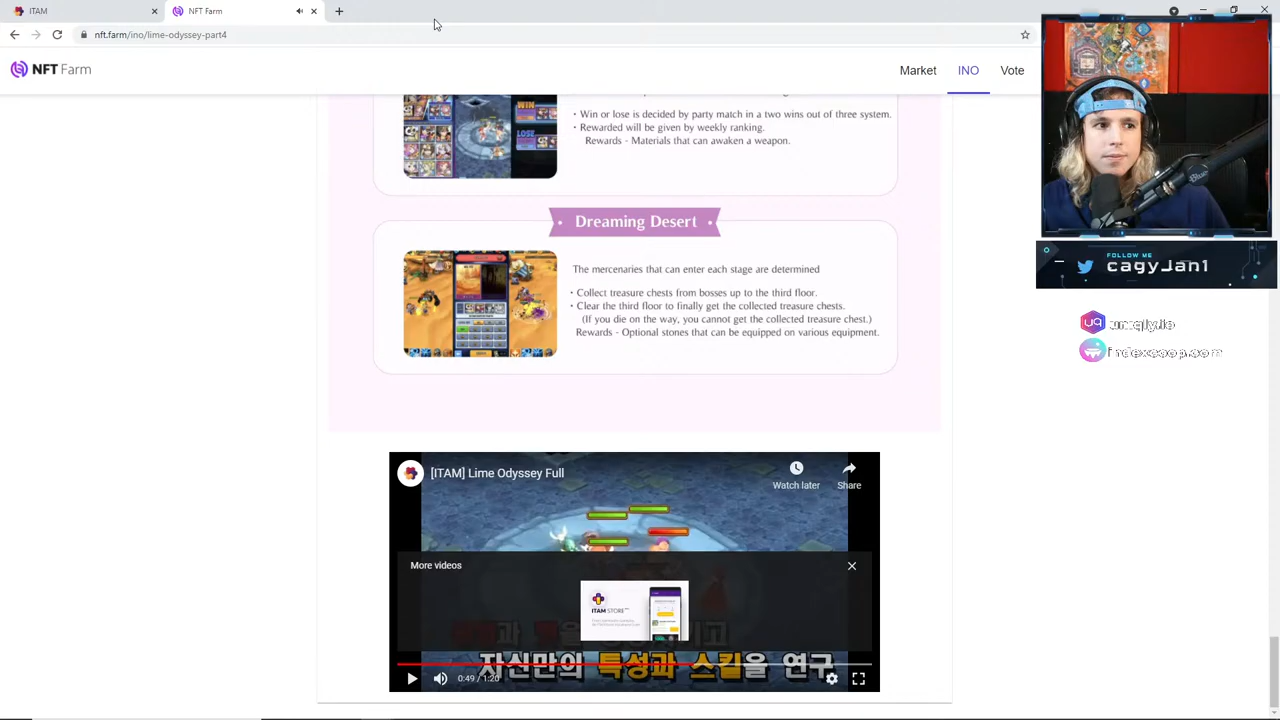 ITAM
NFT Farm
nft.farm/ino/lime-odyssey-part4
NFT Farm
Market
INO
Vote
WIN
LOSE
• Win or lose is decided by party match in a two wins out of three system.
• Rewarded will be given by weekly ranking.
Rewards - Materials that can awaken a weapon.
Dreaming Desert
The mercenaries that can enter each stage are determined
• Collect treasure chests from bosses up to the third floor.
• Clear the third floor to finally get the collected treasure chests.
(If you die on the way, you cannot get the collected treasure chest.)
Rewards - Optional stones that can be equipped on various equipment.
[ITAM] Lime Odyssey Full
Watch later
Share
More videos
ITAM STORE
자신만의 특성과 스킬을 연구
0:49 / 1:20
FOLLOW ME
cagyJan1
uniqly.io
indexcoop.com